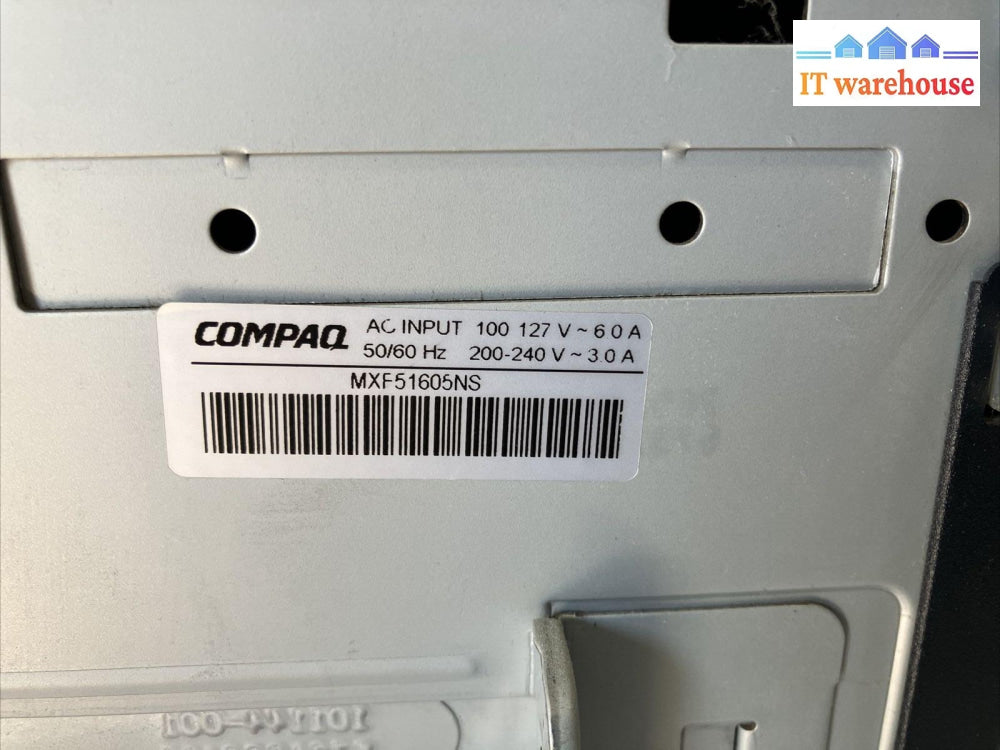 IT warehouse
COMPAQ AC INPUT 100 127 V ~ 6 0 A
50/60 Hz 200-240 V ~ 3.0 A
MXF51605NS